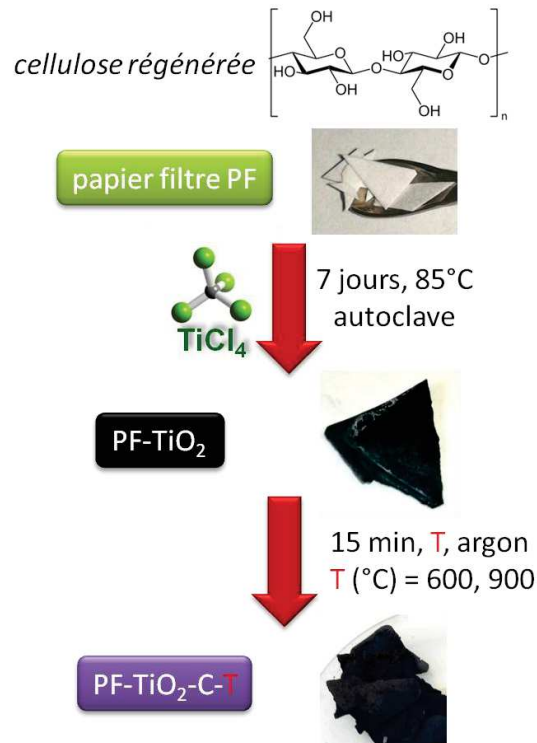 cellulose régénérée
OH
OH
HO
O
O
HO
O
HO
OH
O
O
OH
OH
n
papier filtre PF
7 jours, 85°C
autoclave
TiCl4
PF-TiO2
15 min, T, argon
T (°C) = 600, 900
PF-TiO2-C-T